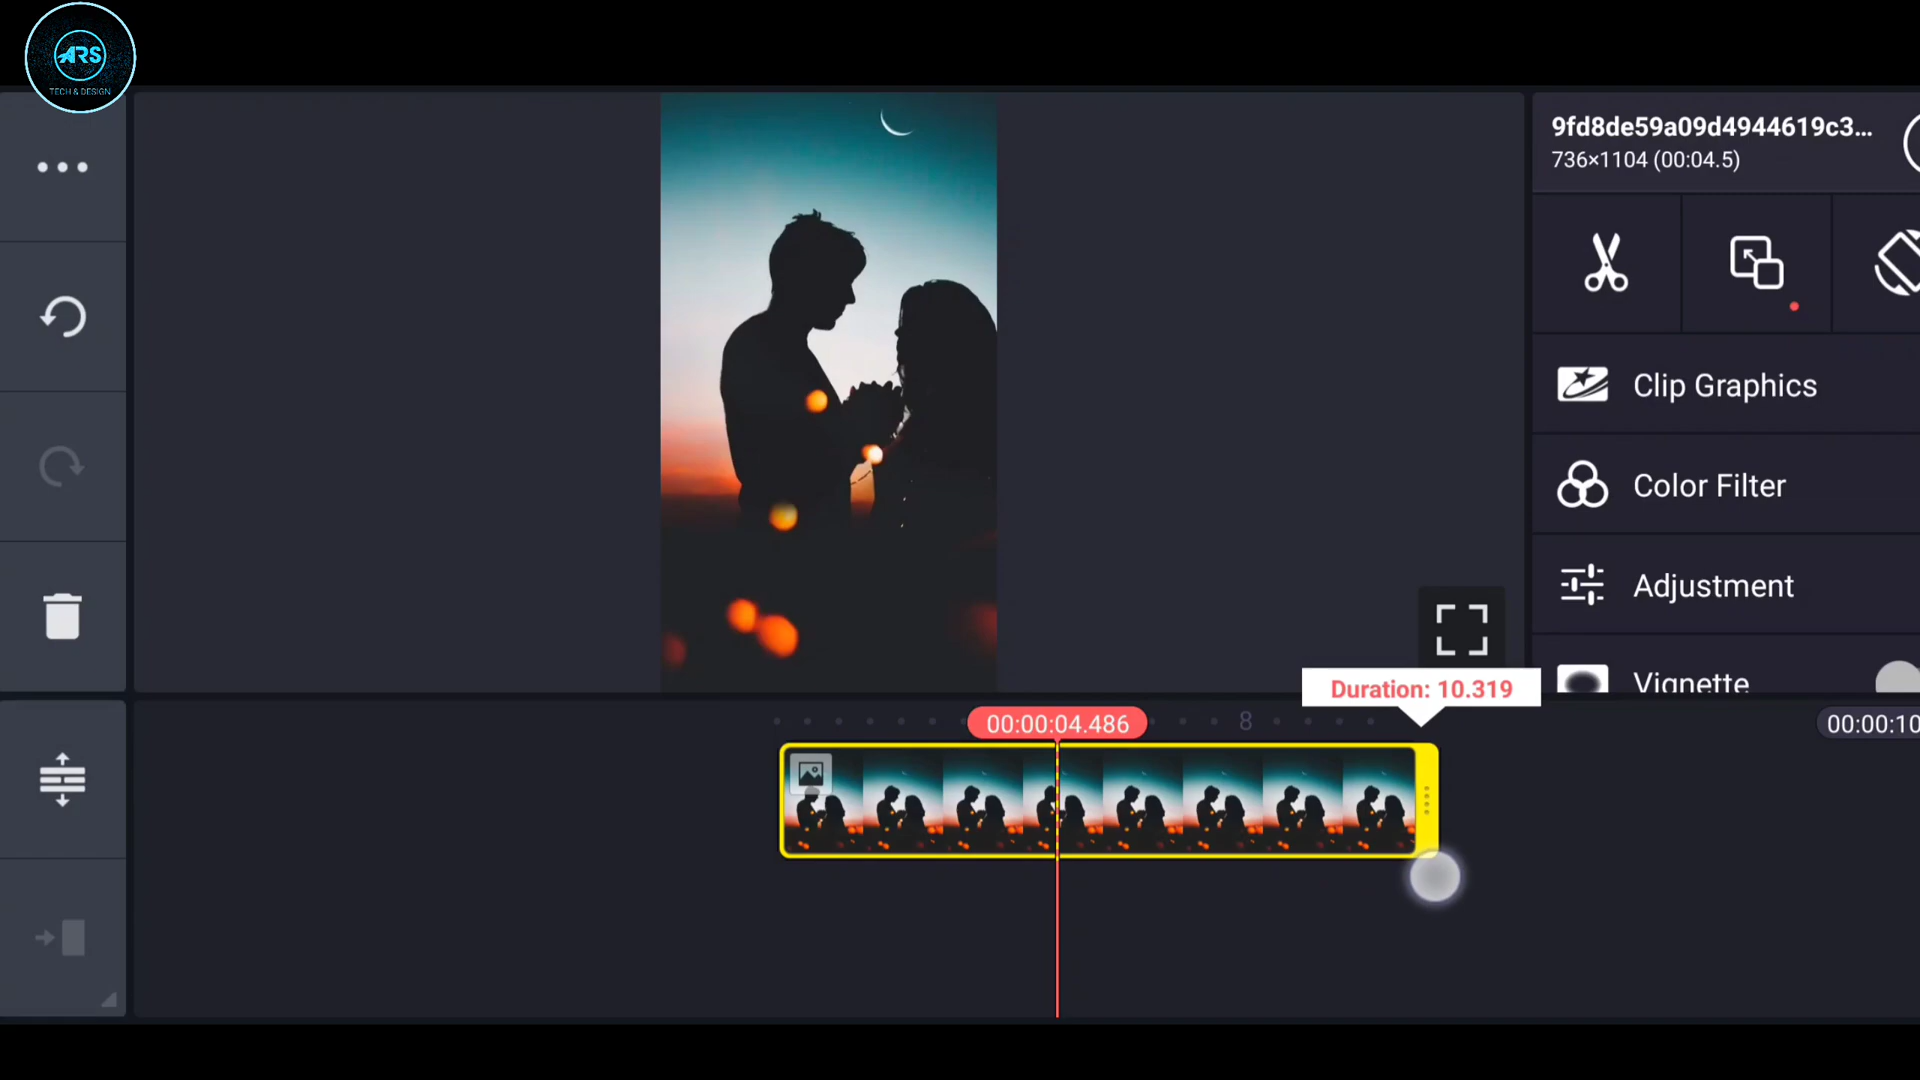 ARS
TECH & DESIGN
9fd8de59a09d4944619c3...
736×1104 (00:04.5)
Clip Graphics
Color Filter
Adjustment
Vignette
Duration: 10.319
00:00:04.486
8
00:00:10